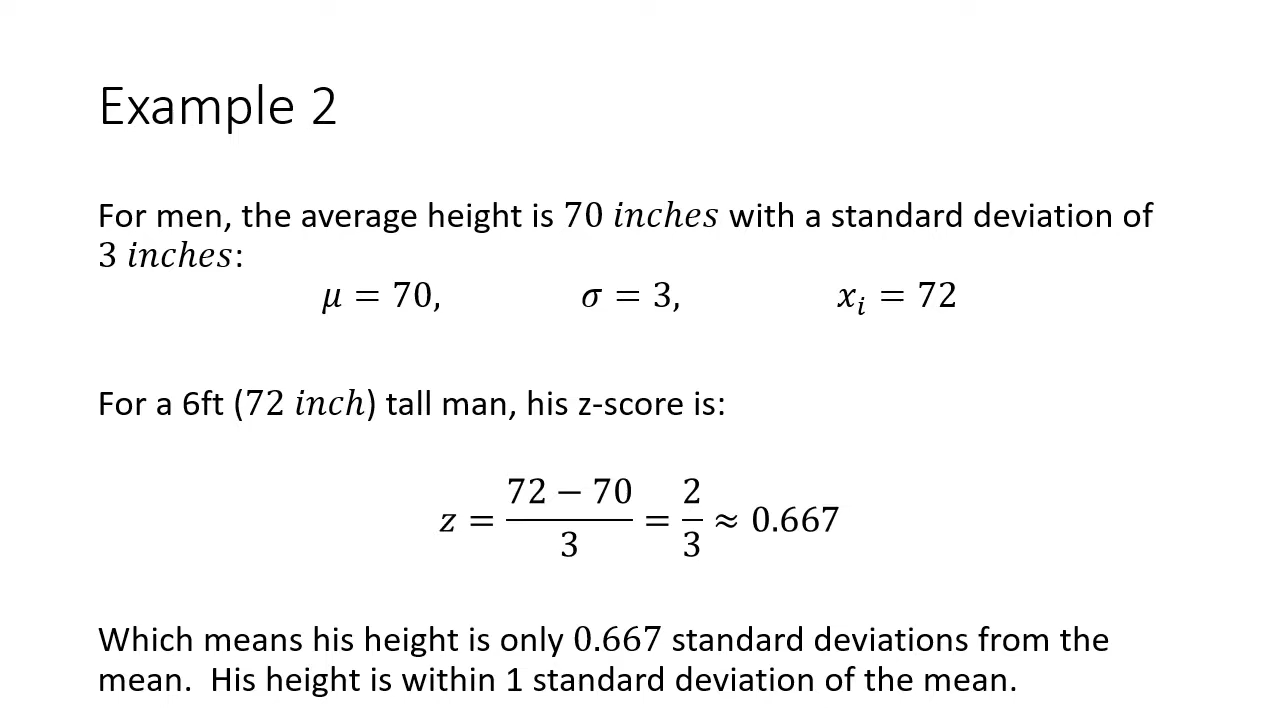 Example 2
For men, the average height is 70 inches with a standard deviation of
3 inches:
μ = 70, σ = 3, xᵢ = 72
For a 6ft (72 inch) tall man, his z-score is:
z = (72 − 70)/3 = 2/3 ≈ 0.667
Which means his height is only 0.667 standard deviations from the
mean. His height is within 1 standard deviation of the mean.